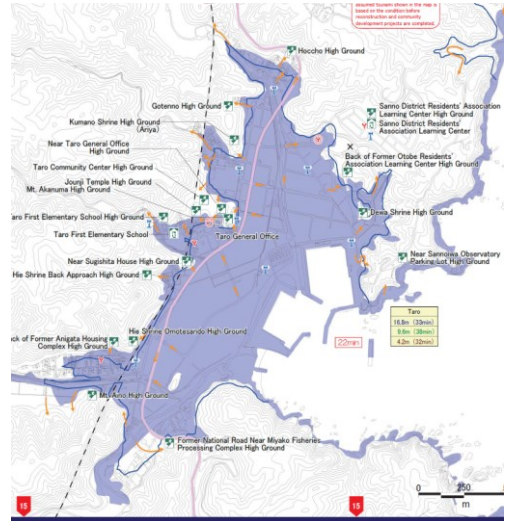 assumed tsunami shown in this map is
based on the condition before
reconstruction and community
development projects are completed.
Hoccho High Ground
Gotenno High Ground
Kumano Shrine High Ground
(Ariya)
Near Taro General Office
High Ground
Taro Community Center High Ground
Jounji Temple High Ground
Mt. Akanuma High Ground
Taro First Elementary School High Ground
Taro First Elementary School
Taro General Office
Near Sugishita House High Ground
Hie Shrine Back Approach High Ground
Hie Shrine Omotesando High Ground
ck of Former Anigata Housing
Complex High Ground
Mt. Aino High Ground
Former National Road Near Miyako Fisheries
Processing Complex High Ground
Sanno District Residents' Association
Learning Center High Ground
Sanno District Residents'
Association Learning Center
Back of Former Otobe Residents'
Association Learning Center High Ground
Dewa Shrine High Ground
Near Sannoiwa Observatory
Parking Lot High Ground
Taro
(33min)
(38min)
4.2m (32min)
22min
0 250
m
15
15